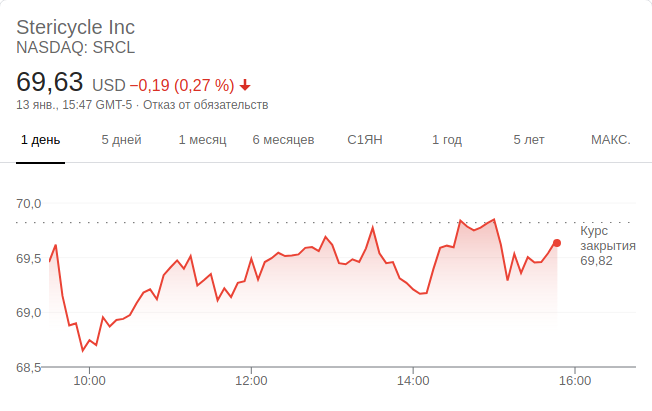 Stericycle Inc
NASDAQ: SRCL
69,63 USD −0,19 (0,27 %)
13 янв., 15:47 GMT-5 · Отказ от обязательств
1 день 5 дней 1 месяц 6 месяцев С1ЯН 1 год 5 лет МАКС.
70,0
Курс
закрытия
69,82
69,5
69,0
68,5
10:00 12:00 14:00 16:00